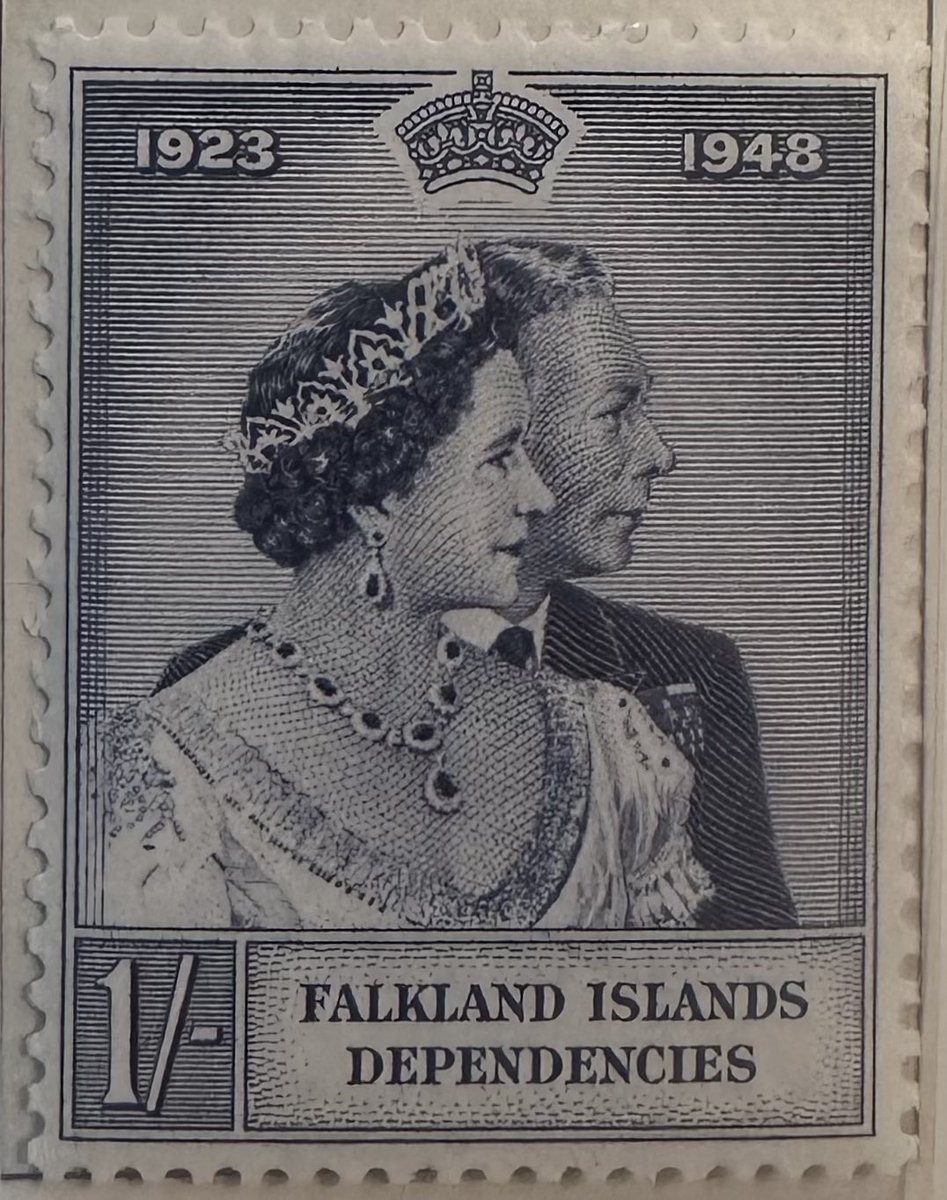 1923 1948
1/-
FALKLAND ISLANDS
DEPENDENCIES